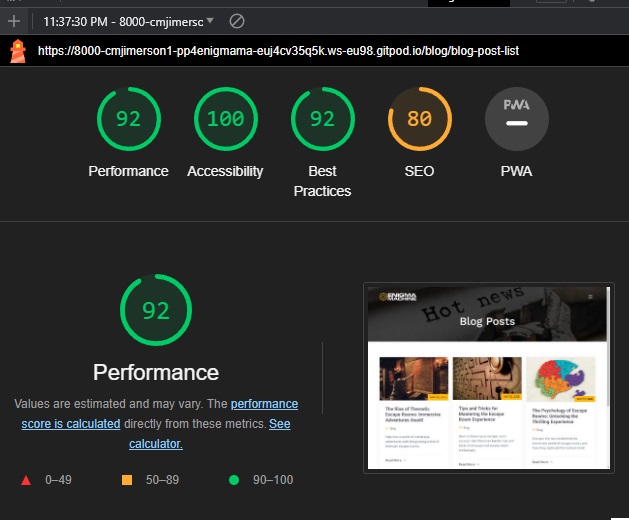 11:37:30 PM - 8000-cmjimersc
https://8000-cmjimerson1-pp4enigmama-euj4cv35q5k.ws-eu98.gitpod.io/blog/blog-post-list
92
100
92
80
PWA
Performance
Accessibility
Best
Practices
SEO
PWA
92
Performance
Values are estimated and may vary. The performance
score is calculated directly from these metrics. See
calculator.
0–49
50–89
90–100
ENIGMA
MACHINE
Hot news
Blog Posts
The Rise of Thematic
Escape Rooms: Immersive
Adventures Await!
Tips and Tricks for
Mastering the Escape
Room Experience
The Psychology of Escape
Rooms: Unlocking the
Thrilling Experience
Read More
Read More
Read More